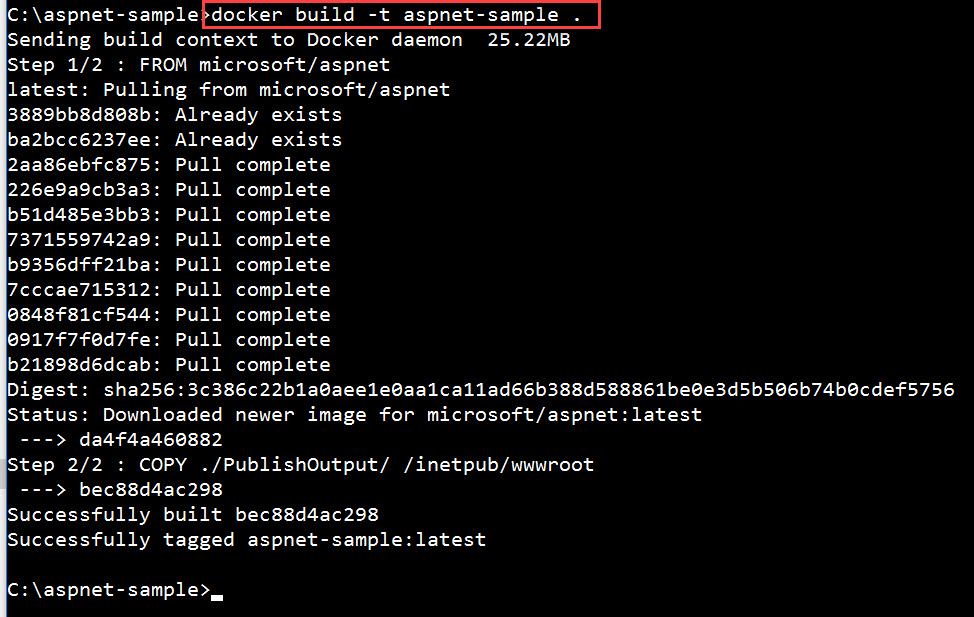 C:\aspnet-sample>docker build -t aspnet-sample .
Sending build context to Docker daemon  25.22MB
Step 1/2 : FROM microsoft/aspnet
latest: Pulling from microsoft/aspnet
3889bb8d808b: Already exists
ba2bcc6237ee: Already exists
2aa86ebfc875: Pull complete
226e9a9cb3a3: Pull complete
b51d485e3bb3: Pull complete
7371559742a9: Pull complete
b9356dff21ba: Pull complete
7cccae715312: Pull complete
0848f81cf544: Pull complete
0917f7f0d7fe: Pull complete
b21898d6dcab: Pull complete
Digest: sha256:3c386c22b1a0aee1e0aa1ca11ad66b388d588861be0e3d5b506b74b0cdef5756
Status: Downloaded newer image for microsoft/aspnet:latest
 ---> da4f4a460882
Step 2/2 : COPY ./PublishOutput/ /inetpub/wwwroot
 ---> bec88d4ac298
Successfully built bec88d4ac298
Successfully tagged aspnet-sample:latest
C:\aspnet-sample>